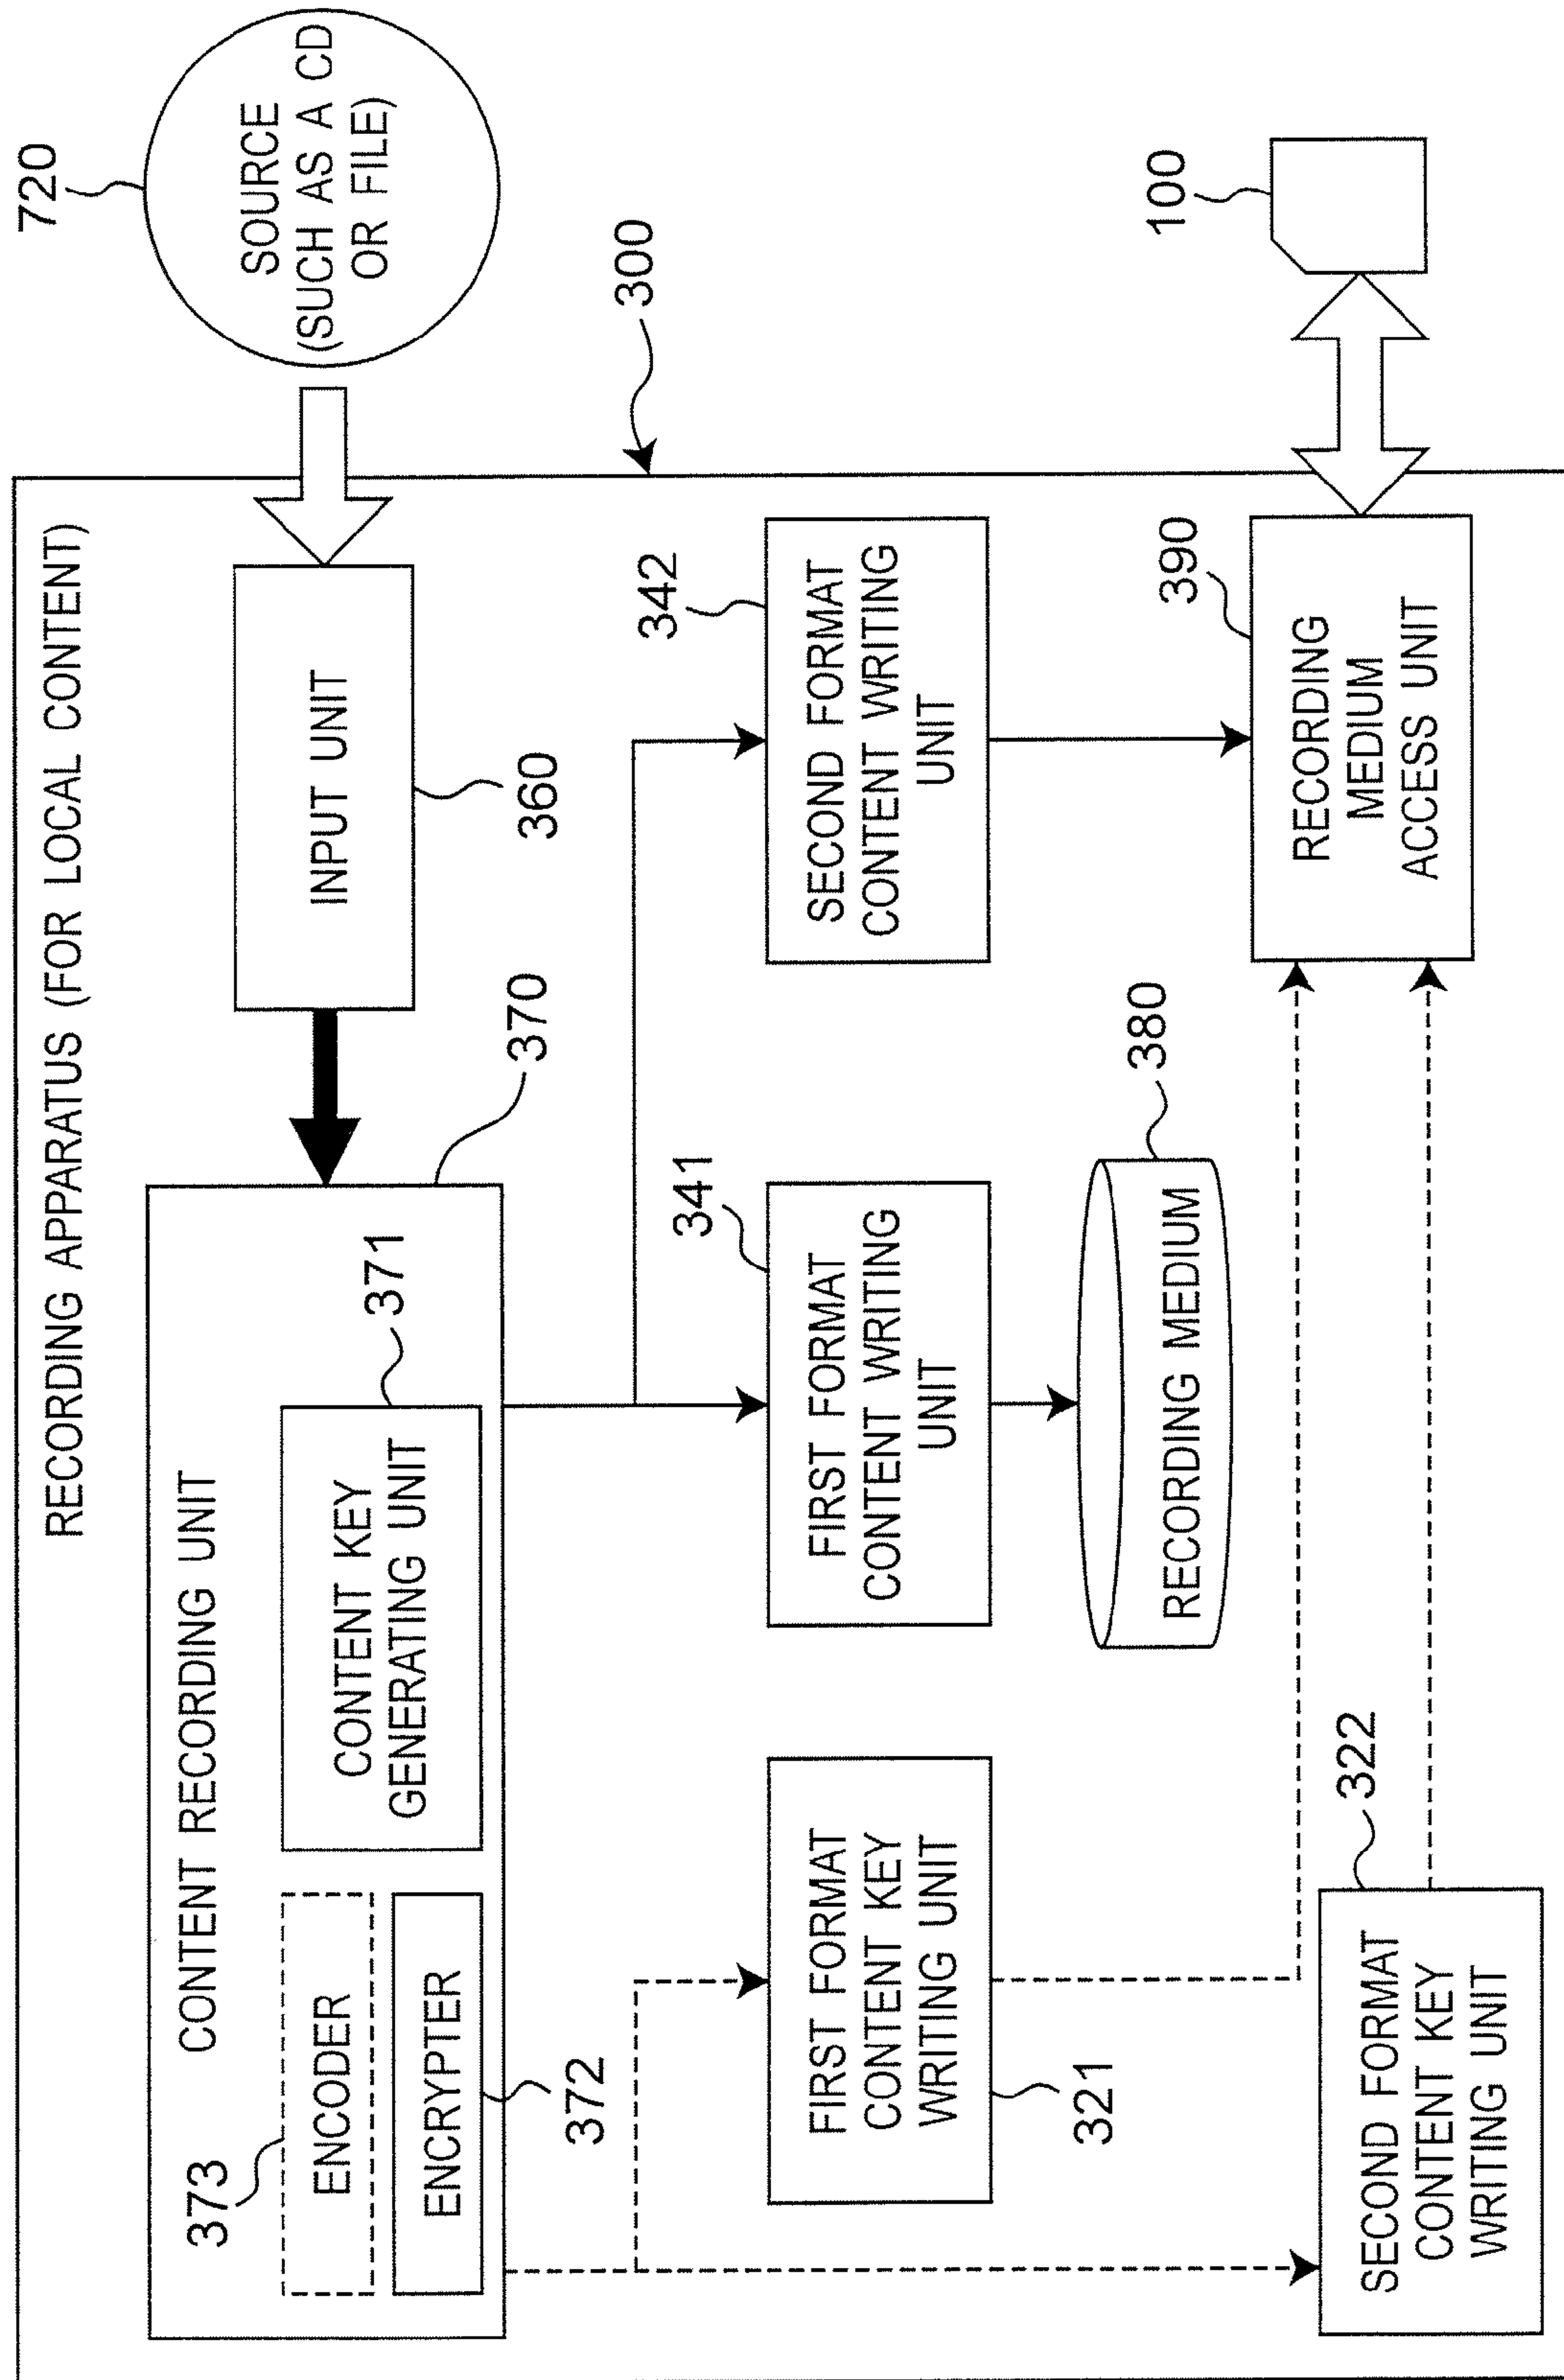 RECORDING APPARATUS (FOR LOCAL CONTENT)
720
SOURCE
(SUCH AS A CD
OR FILE)
300
INPUT UNIT
360
CONTENT RECORDING UNIT
370
373
ENCODER
ENCRYPTER
372
CONTENT KEY
GENERATING UNIT
371
FIRST FORMAT
CONTENT KEY
WRITING UNIT
321
341
FIRST FORMAT
CONTENT WRITING
UNIT
342
SECOND FORMAT
CONTENT WRITING
UNIT
380
RECORDING MEDIUM
390
RECORDING
MEDIUM
ACCESS UNIT
100
322
SECOND FORMAT
CONTENT KEY
WRITING UNIT